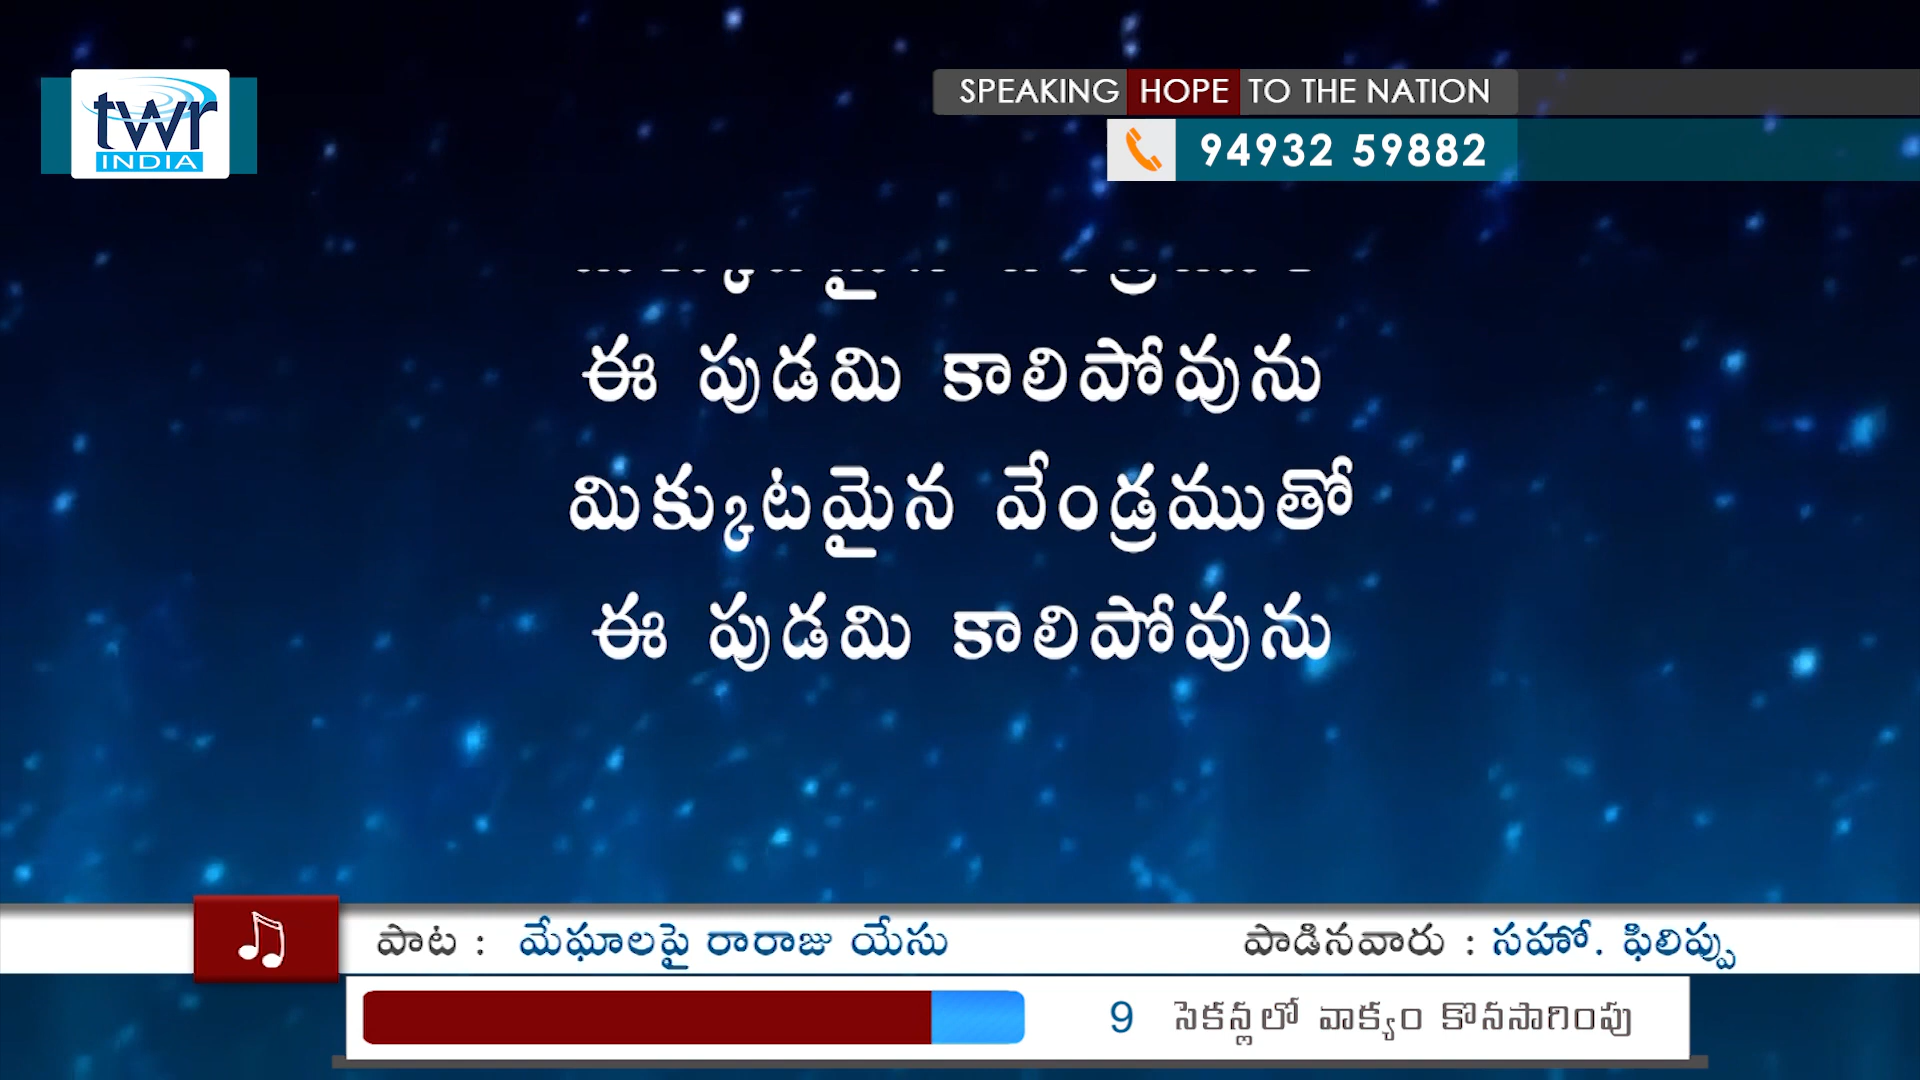 twr
INDIA
SPEAKING HOPE TO THE NATION
94932 59882
ఈ పుడమి కాలిపోవును
మిక్కుటమైన వేండ్రముతో
ఈ పుడమి కాలిపోవును
పాట : మేఘాలపై రారాజు యేసు
పాడినవారు : సహో. ఫిలిప్పు
9 సెకన్లలో వాక్యం కొనసాగింపు